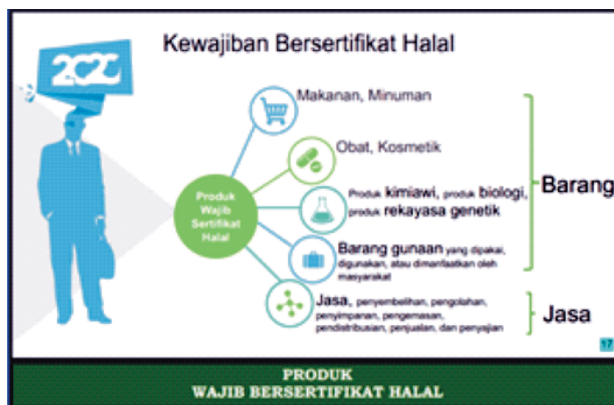 Kewajiban Bersertifikat Halal
Makanan, Minuman
Obat, Kosmetik
Produk
Wajib
Sertifikat
Halal
Produk kimiawi, produk biologi,
produk rekayasa genetik
Barang gunaan yang dipakai,
digunakan, atau dimanfaatkan oleh
masyarakat
Barang
Jasa, penyembelihan, pengolahan,
penyimpanan, pengemasan,
pendistribusian, penjualan, dan penyajian
Jasa
17
PRODUK
WAJIB BERSERTIFIKAT HALAL